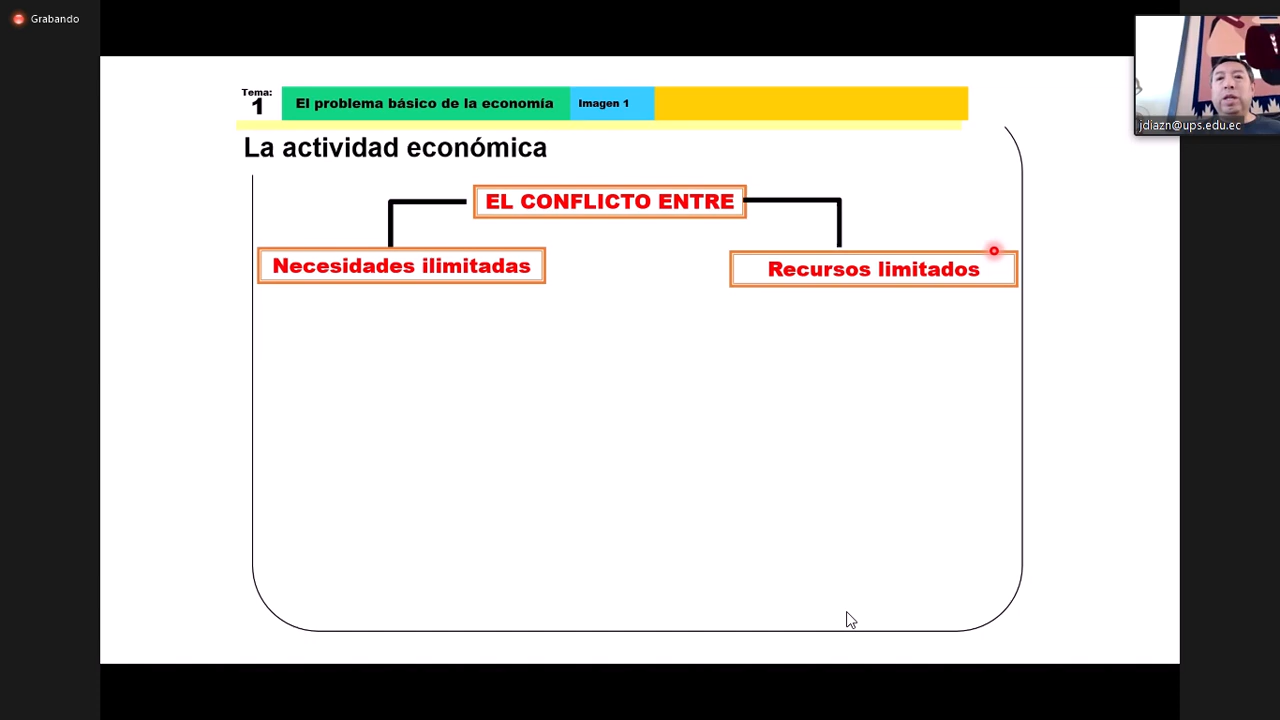 Grabando
Tema:
1
El problema básico de la economía
Imagen 1
La actividad económica
EL CONFLICTO ENTRE
Necesidades ilimitadas
Recursos limitados
jdiazn@ups.edu.ec